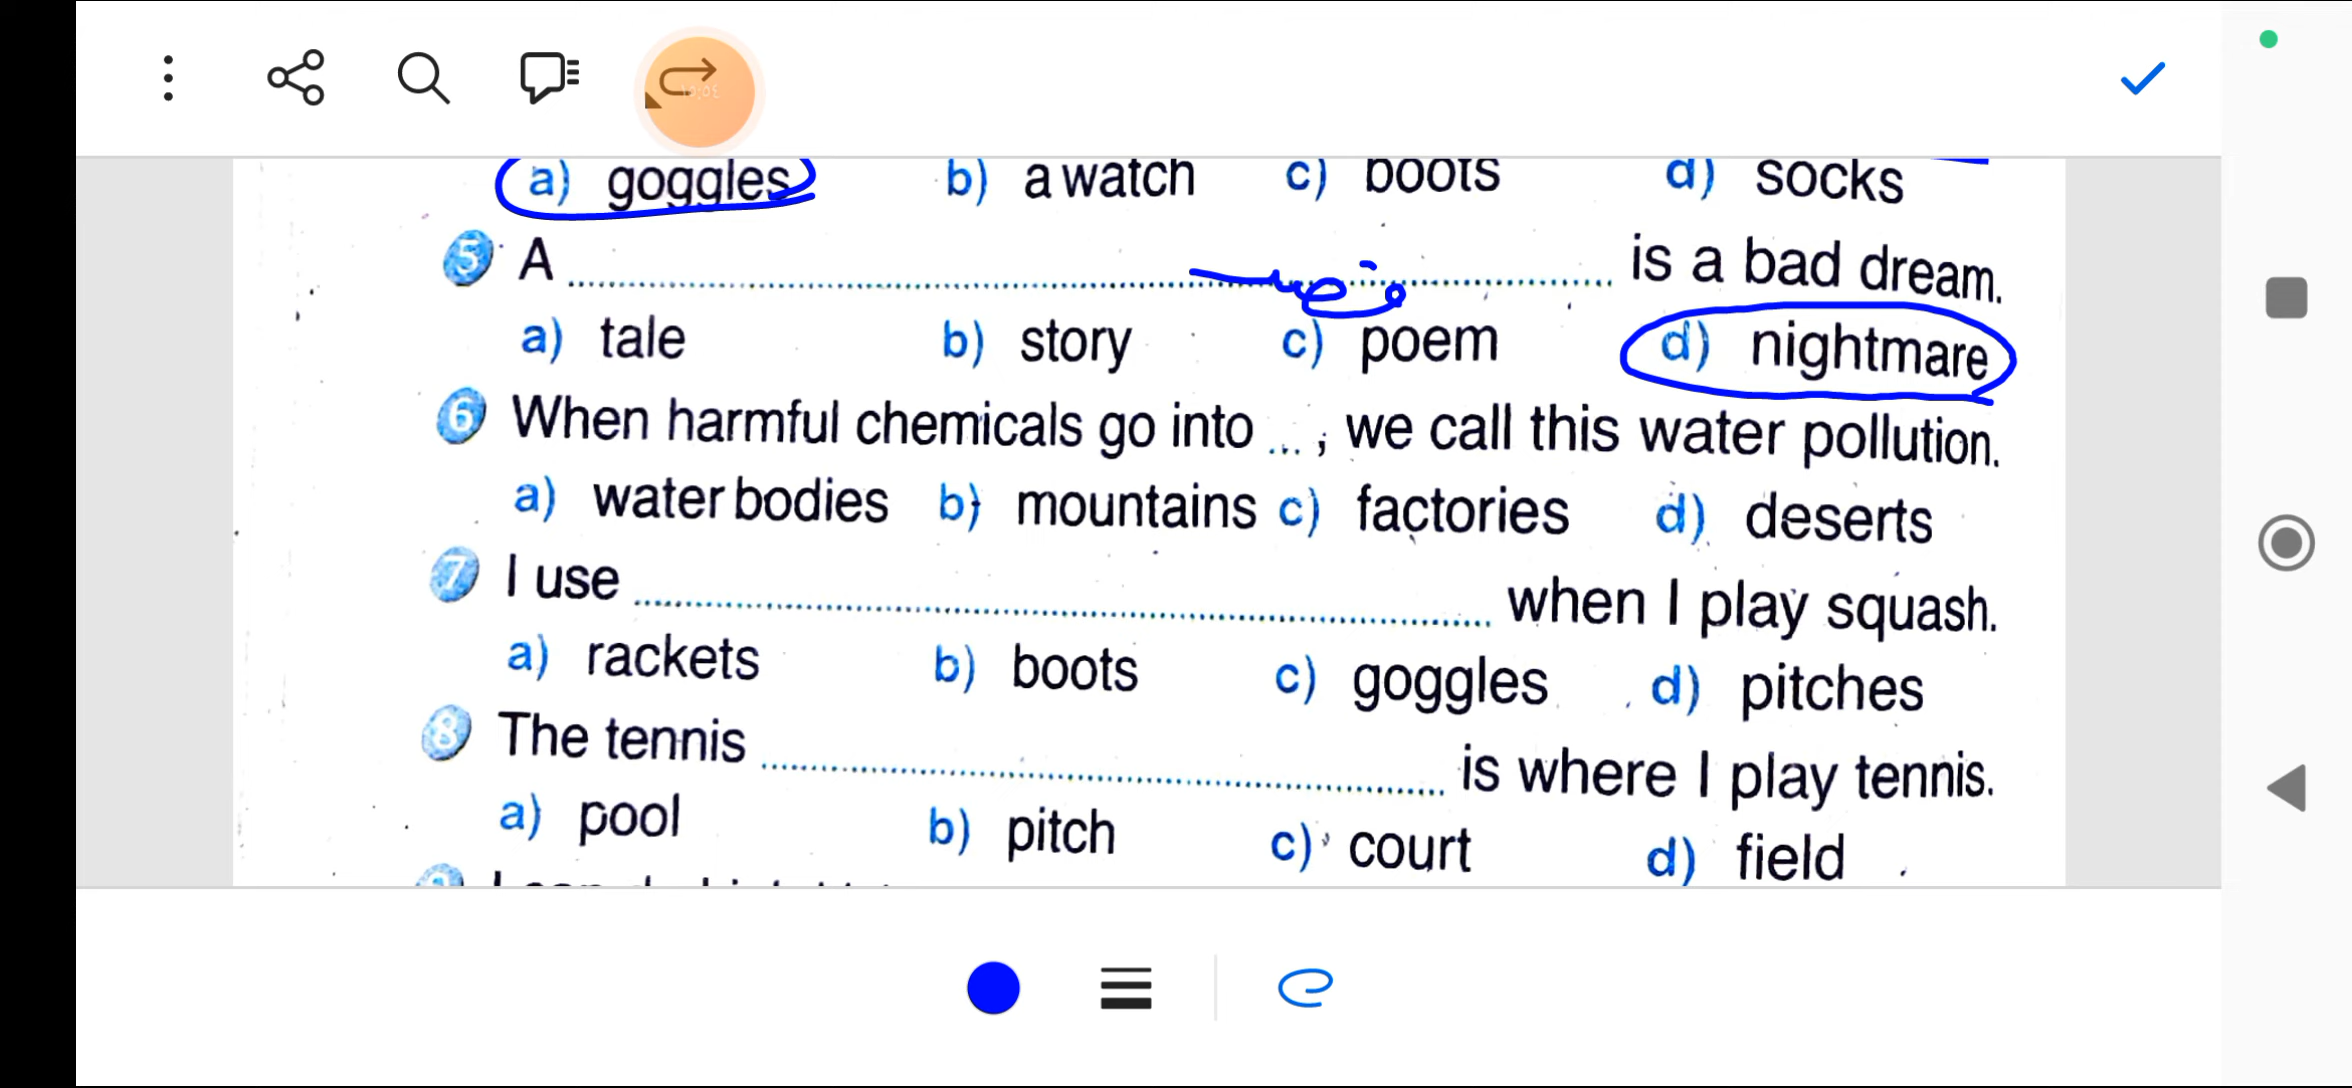 a) goggles b) a watch c) boots d) socks
5 A ........ is a bad dream.
a) tale b) story c) poem d) nightmare
6 When harmful chemicals go into ... , we call this water pollution.
a) water bodies b) mountains c) factories d) deserts
7 I use ........ when I play squash.
a) rackets b) boots c) goggles d) pitches
8 The tennis ........ is where I play tennis.
a) pool b) pitch c) court d) field